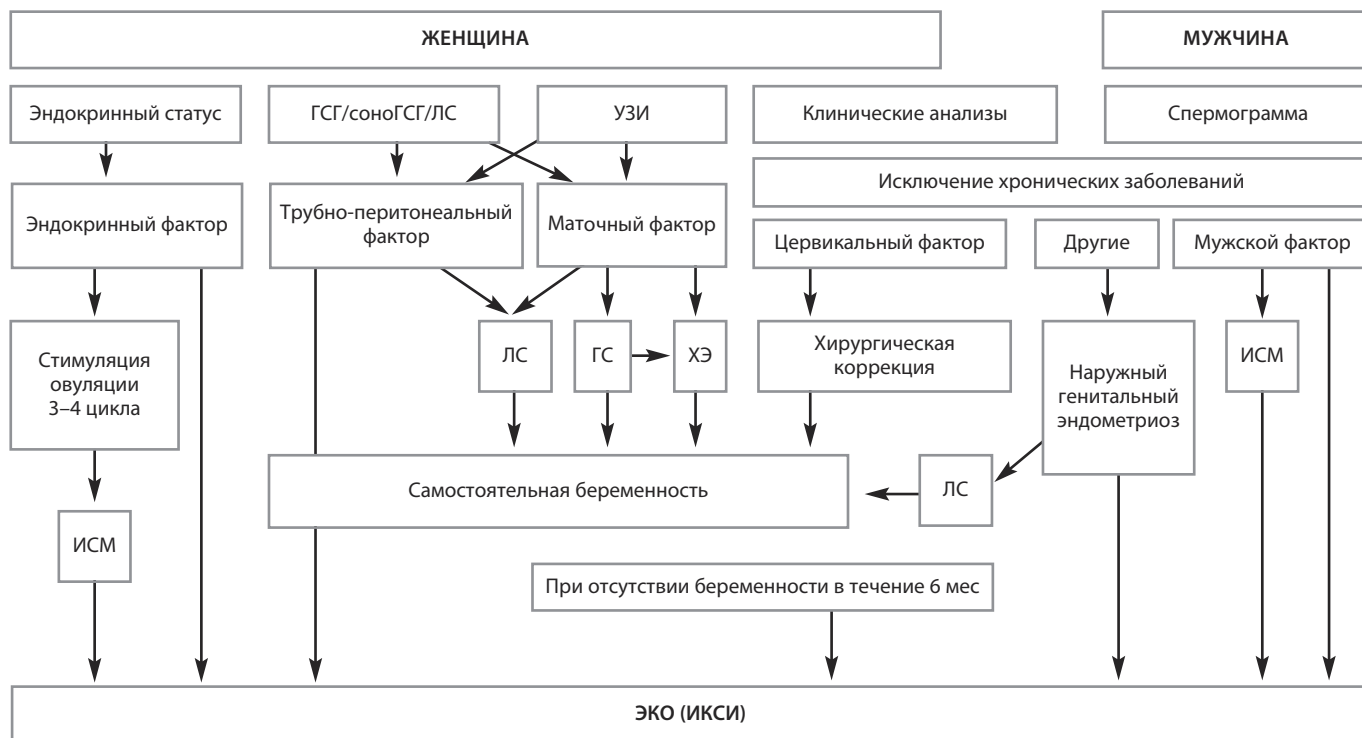 ЖЕНЩИНА
МУЖЧИНА
Эндокринный статус
ГСГ/соноГСГ/ЛС
УЗИ
Клинические анализы
Спермограмма
Исключение хронических заболеваний
Эндокринный фактор
Трубно-перитонеальный
фактор
Маточный фактор
Цервикальный фактор
Другие
Мужской фактор
Стимуляция
овуляции
3–4 цикла
ЛС
ГС
ХЭ
Хирургическая
коррекция
Наружный
генитальный
эндометриоз
ИСМ
Самостоятельная беременность
ЛС
ИСМ
При отсутствии беременности в течение 6 мес
ЭКО (ИКСИ)